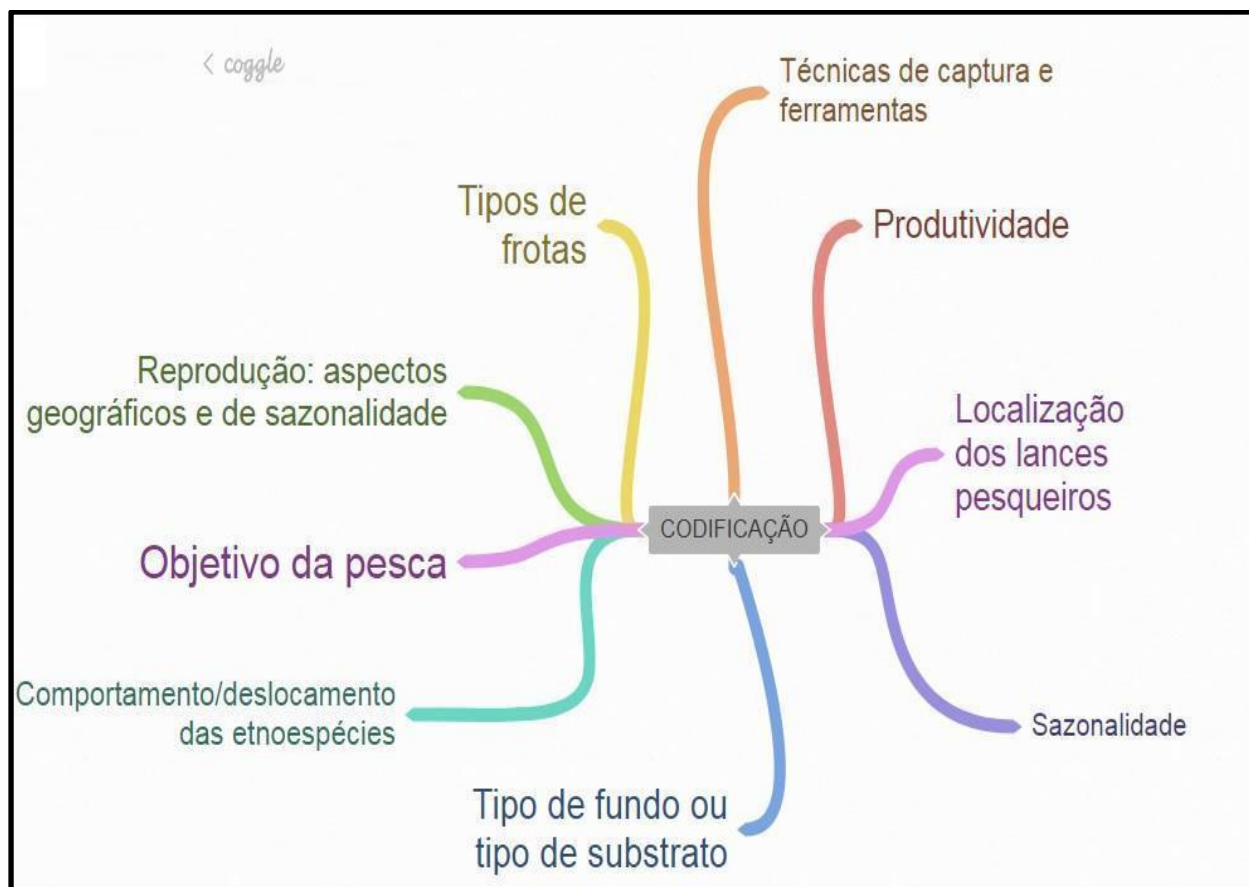 coggle
Técnicas de captura e
ferramentas
Tipos de
frotas
Produtividade
Reprodução: aspectos
geográficos e de sazonalidade
Localização
dos lances
pesqueiros
CODIFICAÇÃO
Objetivo da pesca
Comportamento/deslocamento
das etnoespécies
Sazonalidade
Tipo de fundo ou
tipo de substrato